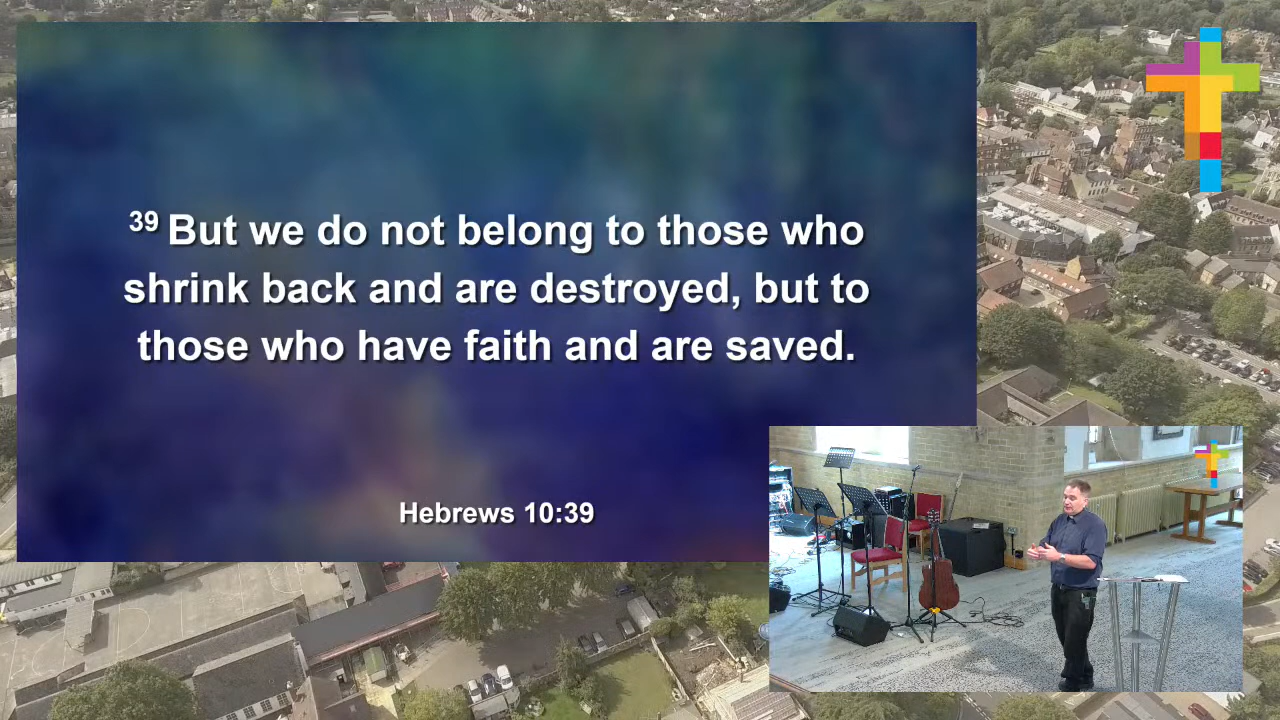 39 But we do not belong to those who
shrink back and are destroyed, but to
those who have faith and are saved.
Hebrews 10:39